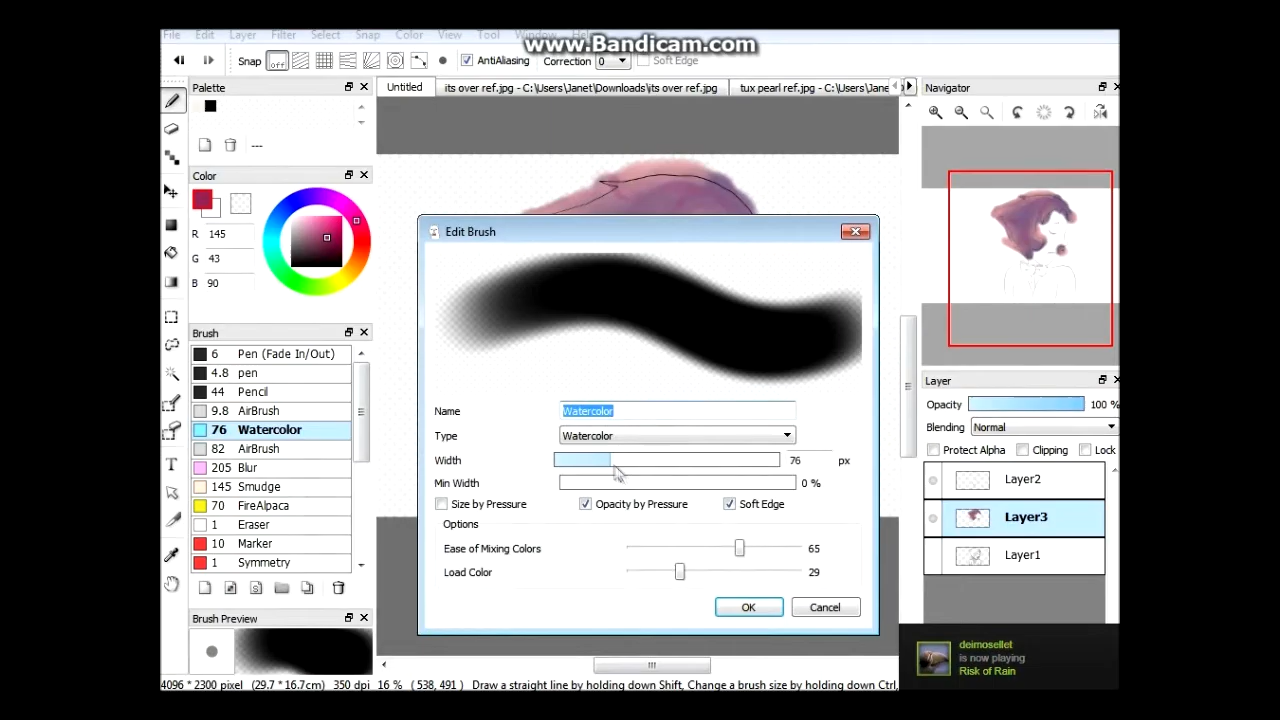 File Edit Layer Filter Select Snap Color View Tool Window
www.Bandicam.com
Snap off AntiAliasing Correction 0 Soft Edge
Palette
Untitled its over ref.jpg - C:\Users\Janet\Downloads\its over ref.jpg tux pearl ref.jpg - C:\Users\Jane
Navigator
---
Color
R 145
G 43
B 90
Edit Brush
Brush
6 Pen (Fade In/Out)
4.8 pen
44 Pencil
9.8 AirBrush
76 Watercolor
82 AirBrush
205 Blur
145 Smudge
70 FireAlpaca
1 Eraser
10 Marker
1 Symmetry
Name Watercolor
Type Watercolor
Width 76 px
Min Width 0 %
Size by Pressure Opacity by Pressure Soft Edge
Options
Ease of Mixing Colors 65
Load Color 29
OK Cancel
Layer
Opacity 100 %
Blending Normal
Protect Alpha Clipping Lock
Layer2
Layer3
Layer1
Brush Preview
deimosellet
is now playing
Risk of Rain
4096 * 2300 pixel (29.7 * 16.7cm) 350 dpi 16 % ( 538, 491 ) Draw a straight line by holding down Shift, Change a brush size by holding down Ctrl,